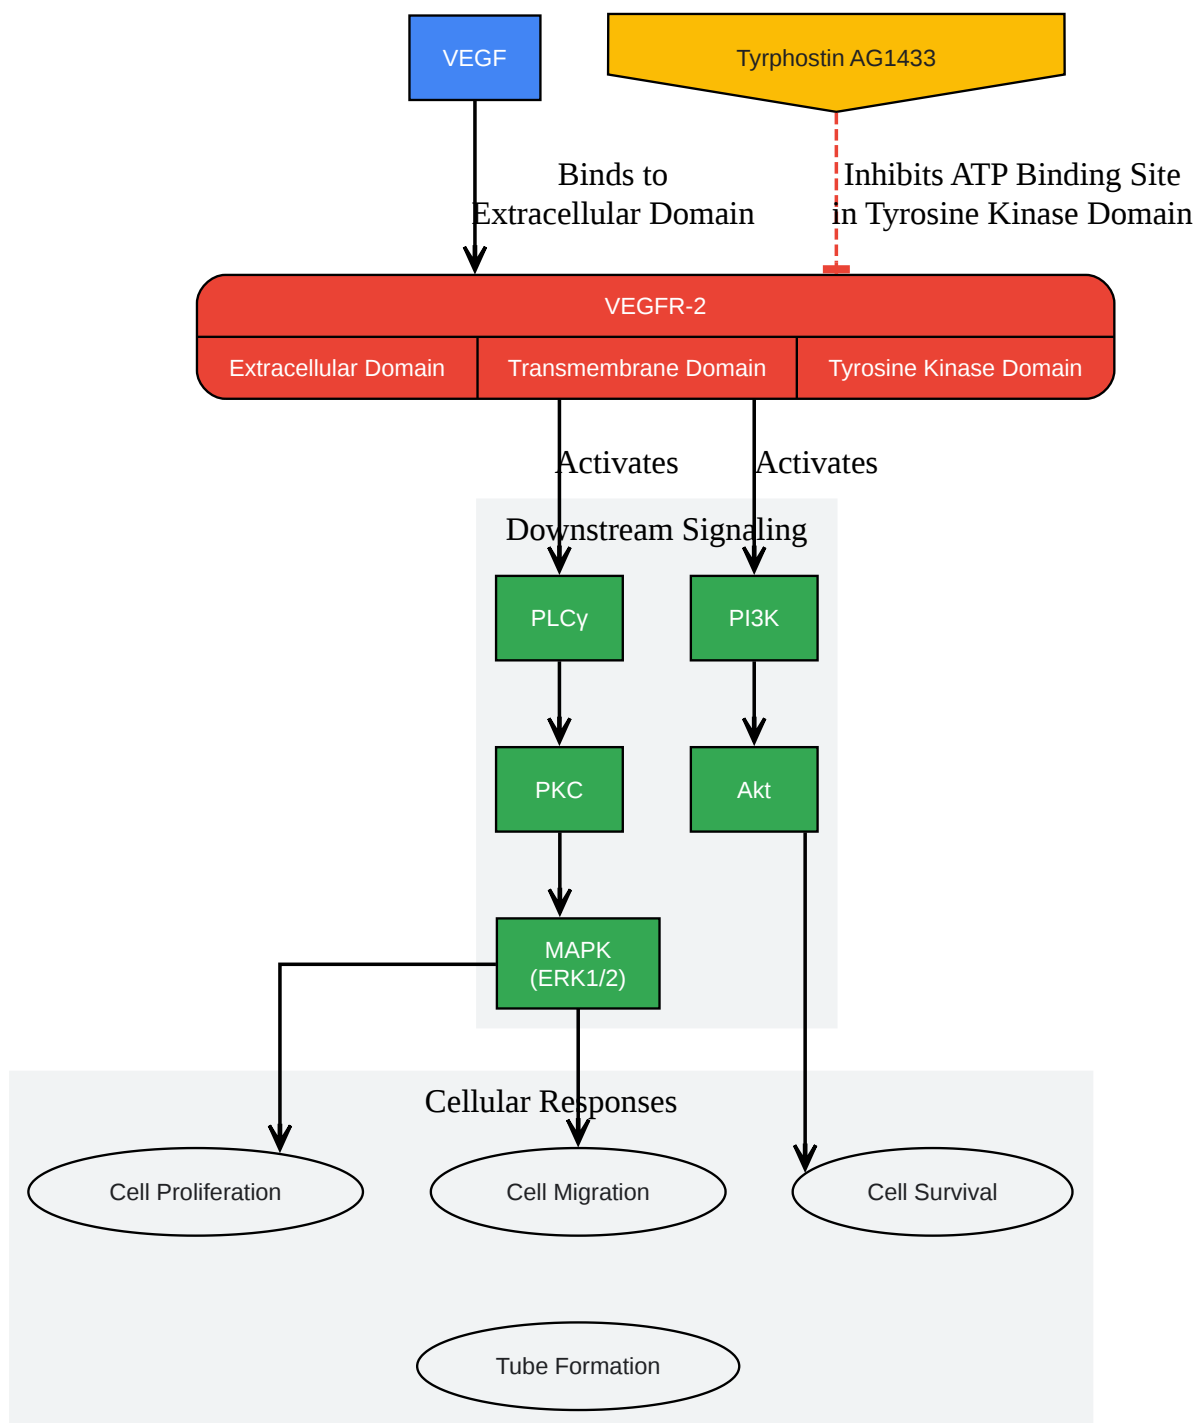 VEGF
Tyrphostin AG1433
Binds to
Extracellular Domain
Inhibits ATP Binding Site
in Tyrosine Kinase Domain
VEGFR-2
Extracellular Domain
Transmembrane Domain
Tyrosine Kinase Domain
Activates
Activates
Downstream Signaling
PLCγ
PI3K
PKC
Akt
MAPK
(ERK1/2)
Cellular Responses
Cell Proliferation
Cell Migration
Cell Survival
Tube Formation